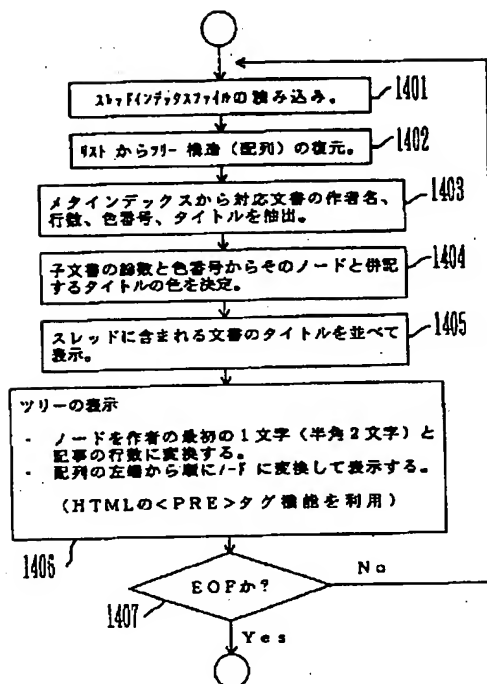 スレッドインデックスファイルの読み込み。
1401
リストからツリー構造(配列)の復元。
1402
メタインデックスから対応文書の作者名、
行数、色番号、タイトルを抽出。
1403
子文書の総数と色番号からそのノードと併記
するタイトルの色を決定。
1404
スレッドに含まれる文書のタイトルを並べて
表示。
1405
ツリーの表示
- ノードを作者の最初の1文字(半角2文字)と
記事の行数に変換する。
- 配列の左端から順にノードに変換して表示する。
(HTMLの<PRE>タグ機能を利用)
1406
EOFか?
No
1407
Yes